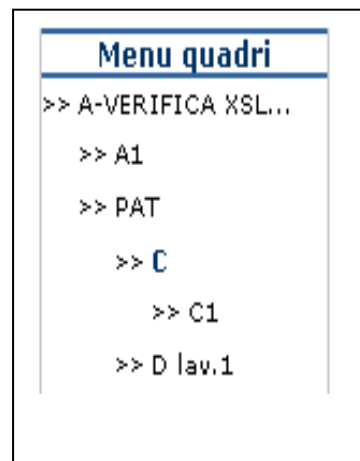 Menu quadri
>> A-VERIFICA XSL...
>> A1
>> PAT
>> C
>> C1
>> D lav.1